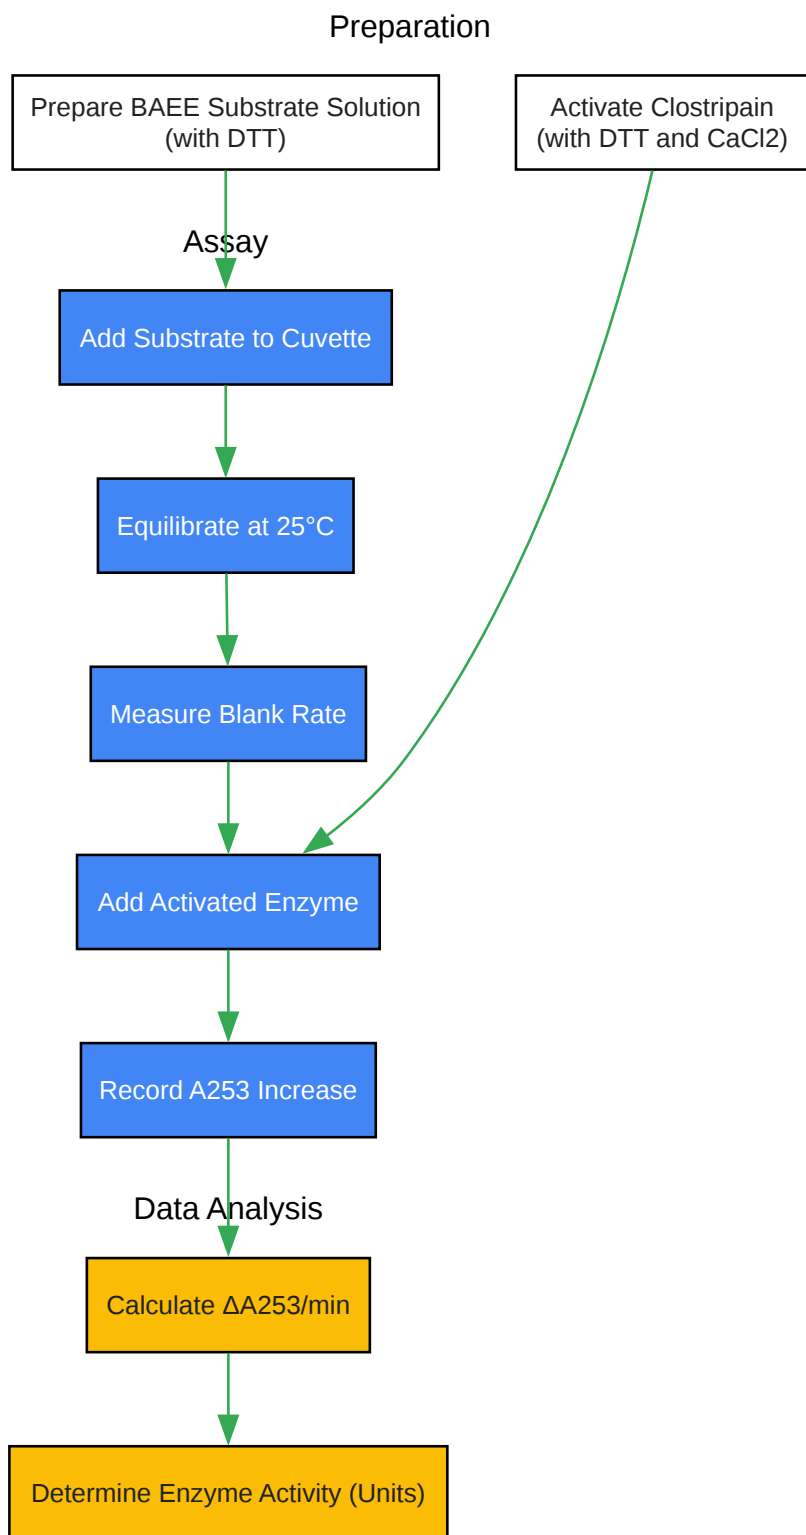 Preparation
Prepare BAEE Substrate Solution
(with DTT)
Activate Clostripain
(with DTT and CaCl2)
Assay
Add Substrate to Cuvette
Equilibrate at 25°C
Measure Blank Rate
Add Activated Enzyme
Record A253 Increase
Data Analysis
Calculate ΔA253/min
Determine Enzyme Activity (Units)